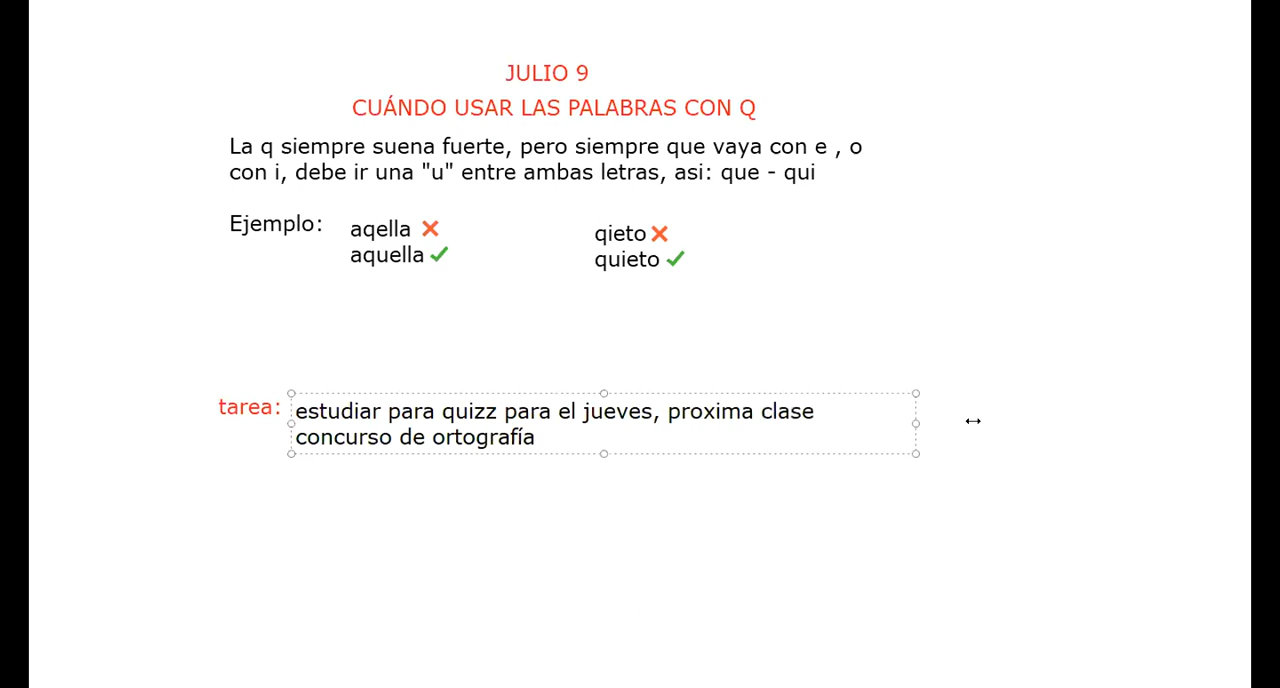 JULIO 9
CUÁNDO USAR LAS PALABRAS CON Q
La q siempre suena fuerte, pero siempre que vaya con e , o
con i, debe ir una "u" entre ambas letras, asi: que - qui
Ejemplo:
aqella
aquella
qieto
quieto
tarea:
estudiar para quizz para el jueves, proxima clase
concurso de ortografía